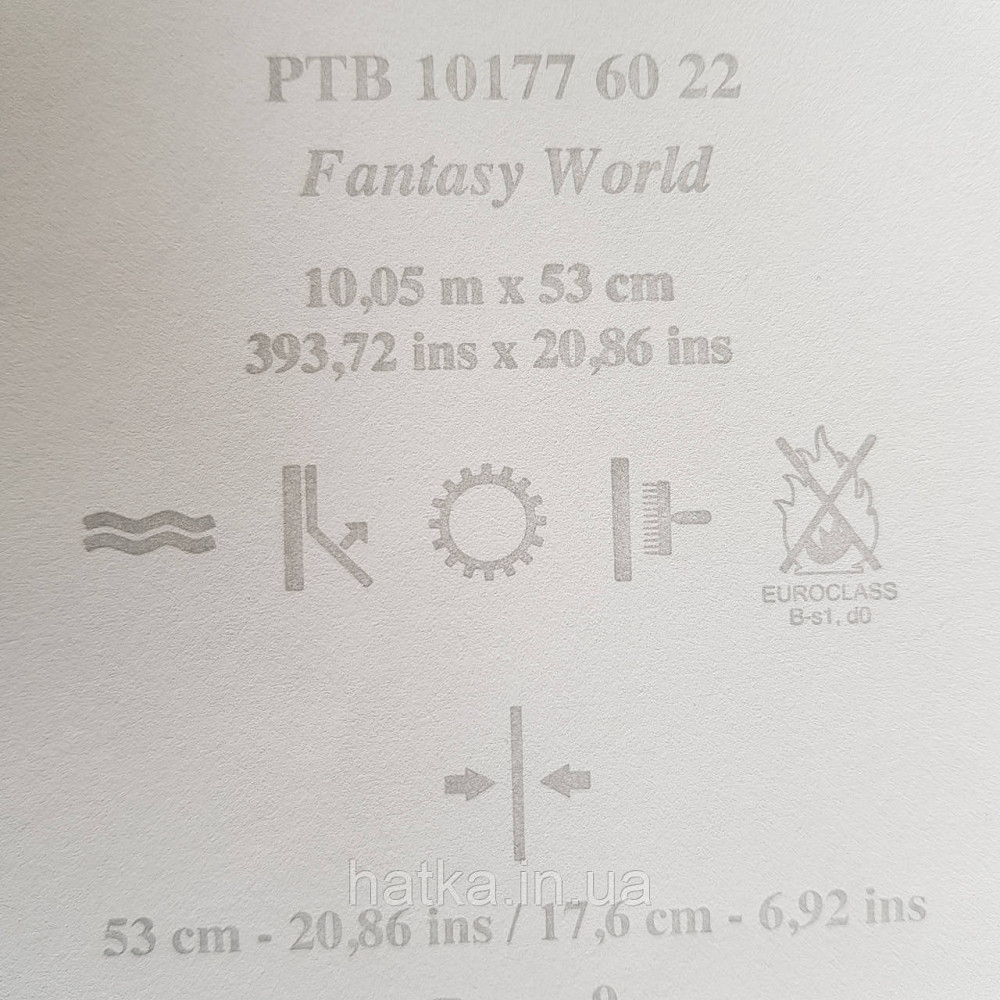 PTB 10177 60 22
Fantasy World
10,05 m x 53 cm
393,72 ins x 20,86 ins
EUROCLASS
B-s1, d0
hatka.in.ua
53 cm - 20,86 ins / 17,6 cm - 6,92 ins